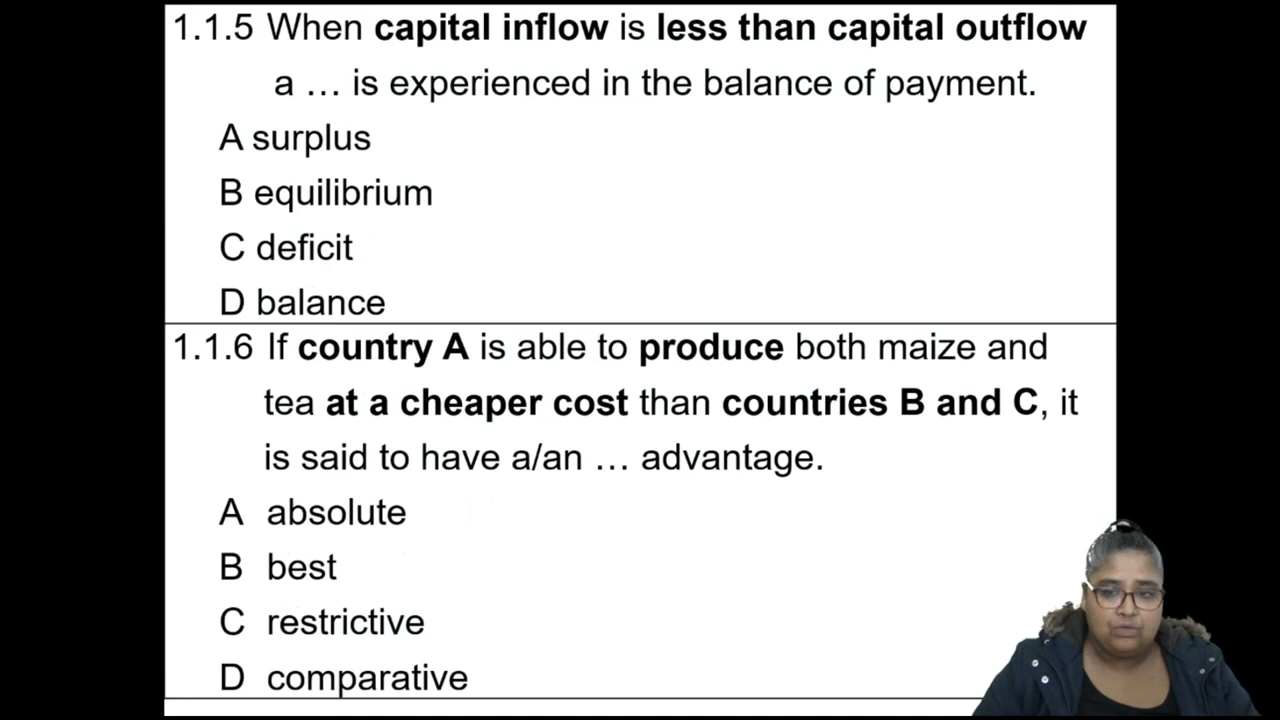 1.1.5 When capital inflow is less than capital outflow
a … is experienced in the balance of payment.
A surplus
B equilibrium
C deficit
D balance
1.1.6 If country A is able to produce both maize and
tea at a cheaper cost than countries B and C, it
is said to have a/an … advantage.
A absolute
B best
C restrictive
D comparative